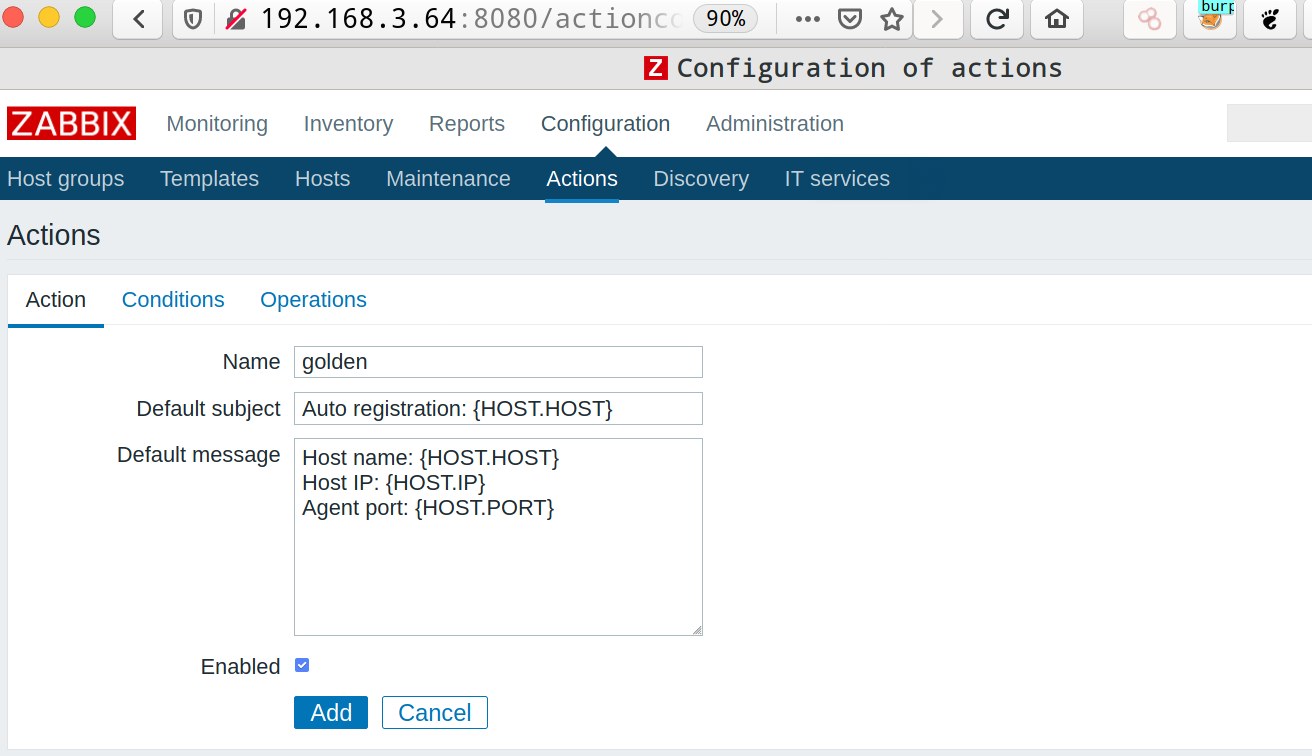 192.168.3.64:8080/actionco 90% burp
Z Configuration of actions
ZABBIX Monitoring Inventory Reports Configuration Administration
Host groups Templates Hosts Maintenance Actions Discovery IT services
Actions
Action Conditions Operations
Name golden
Default subject Auto registration: {HOST.HOST}
Default message Host name: {HOST.HOST}
Host IP: {HOST.IP}
Agent port: {HOST.PORT}
Enabled
Add Cancel